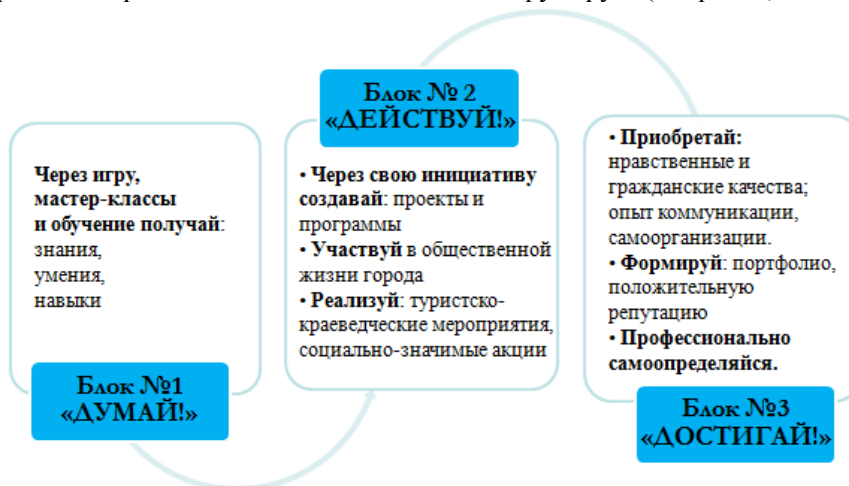 Через игру,
мастер-классы
и обучение получай:
знания,
умения,
навыки
Блок №1
«ДУМАЙ!»
Блок № 2
«ДЕЙСТВУЙ!»
• Через свою инициативу
создавай: проекты и
программы
• Участвуй в общественной
жизни города
• Реализуй: туристско-
краеведческие мероприятия,
социально-значимые акции
• Приобретай:
нравственные и
гражданские качества;
опыт коммуникации,
самоорганизации.
• Формируй: портфолио,
положительную
репутацию
• Профессионально
самоопределяйся.
Блок №3
«ДОСТИГАЙ!»